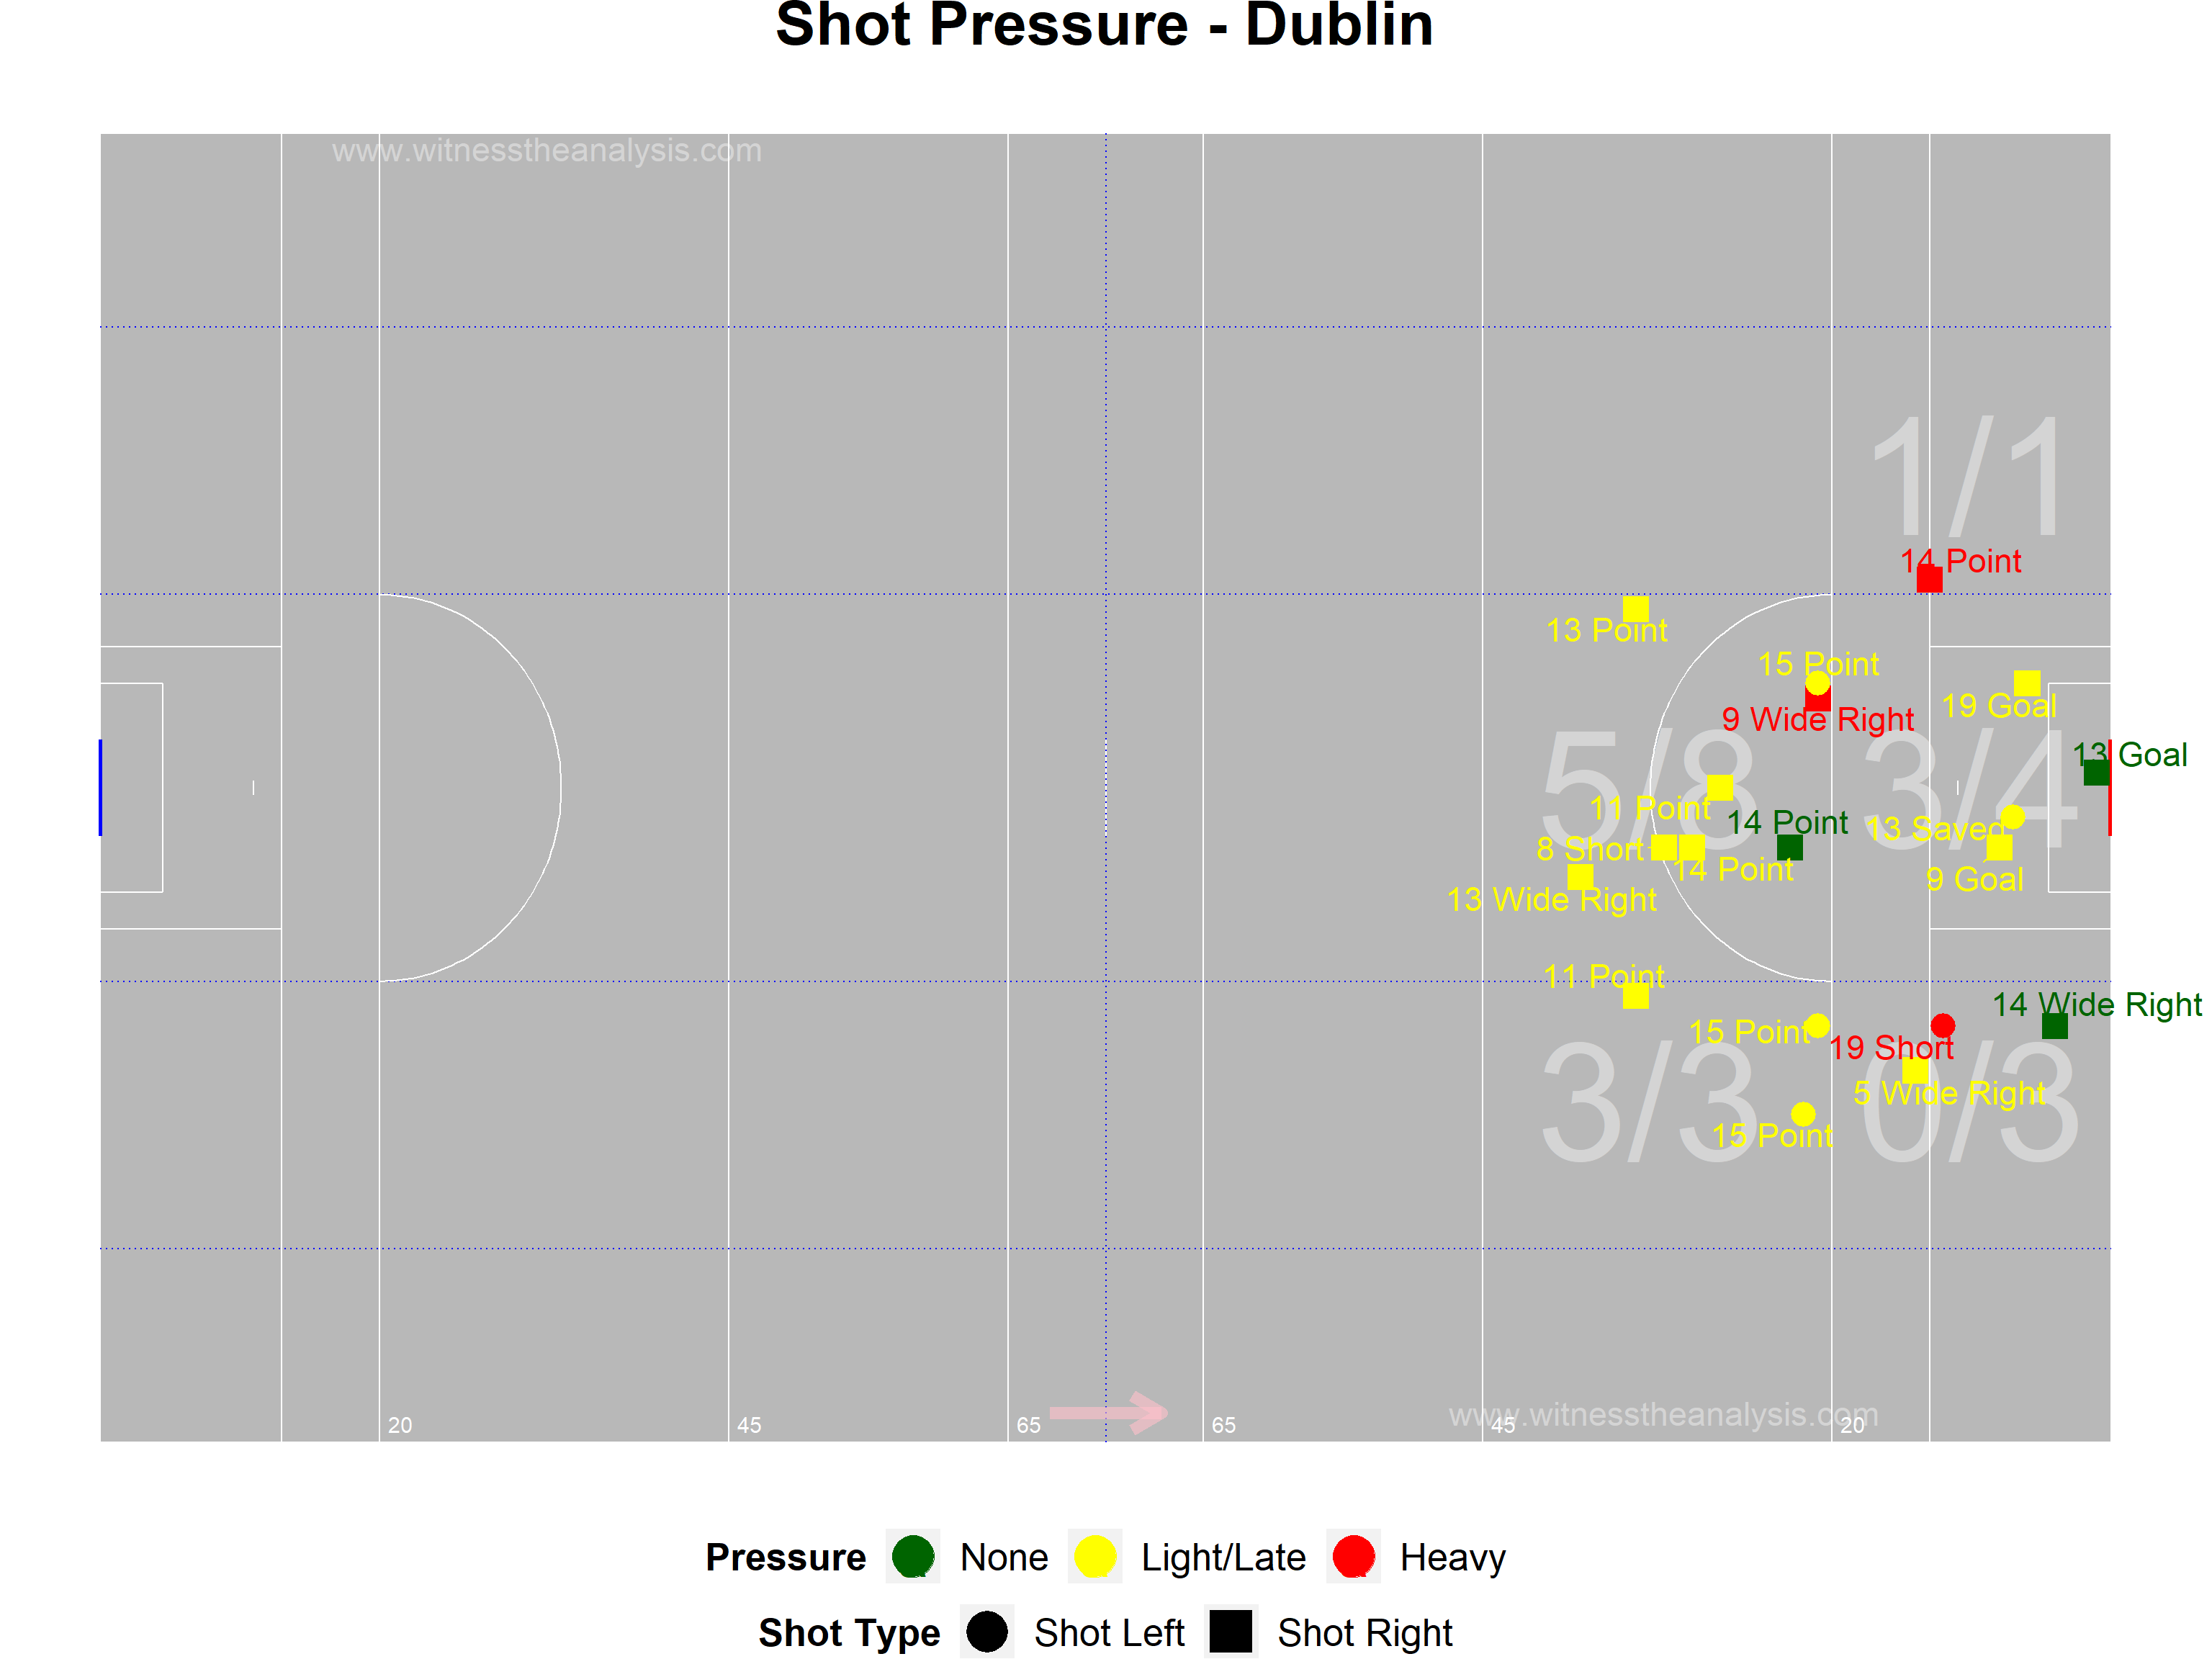 Shot Pressure - Dublin
www.witnesstheanalysis.com
1/1
14 Point
13 Point
15 Point
9 Wide Right
19 Goal
13 Goal
5/8
3/4
11 Point
14 Point
13 Saved
8 Short
14 Point
9 Goal
13 Wide Right
11 Point
14 Wide Right
15 Point
19 Short
3/3
0/3
5 Wide Right
15 Point
www.witnesstheanalysis.com
20 45 65 65 45 20
Pressure None Light/Late Heavy
Shot Type Shot Left Shot Right